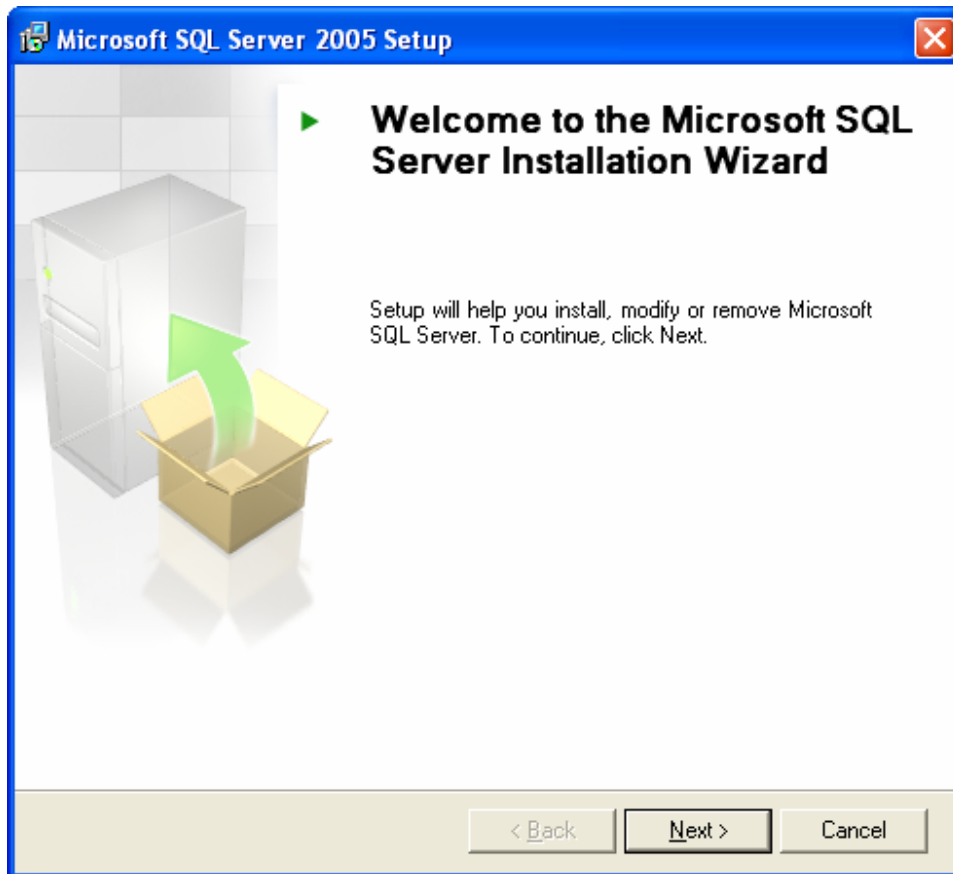 Microsoft SQL Server 2005 Setup
Welcome to the Microsoft SQL
Server Installation Wizard
Setup will help you install, modify or remove Microsoft
SQL Server. To continue, click Next.
< Back
Next >
Cancel